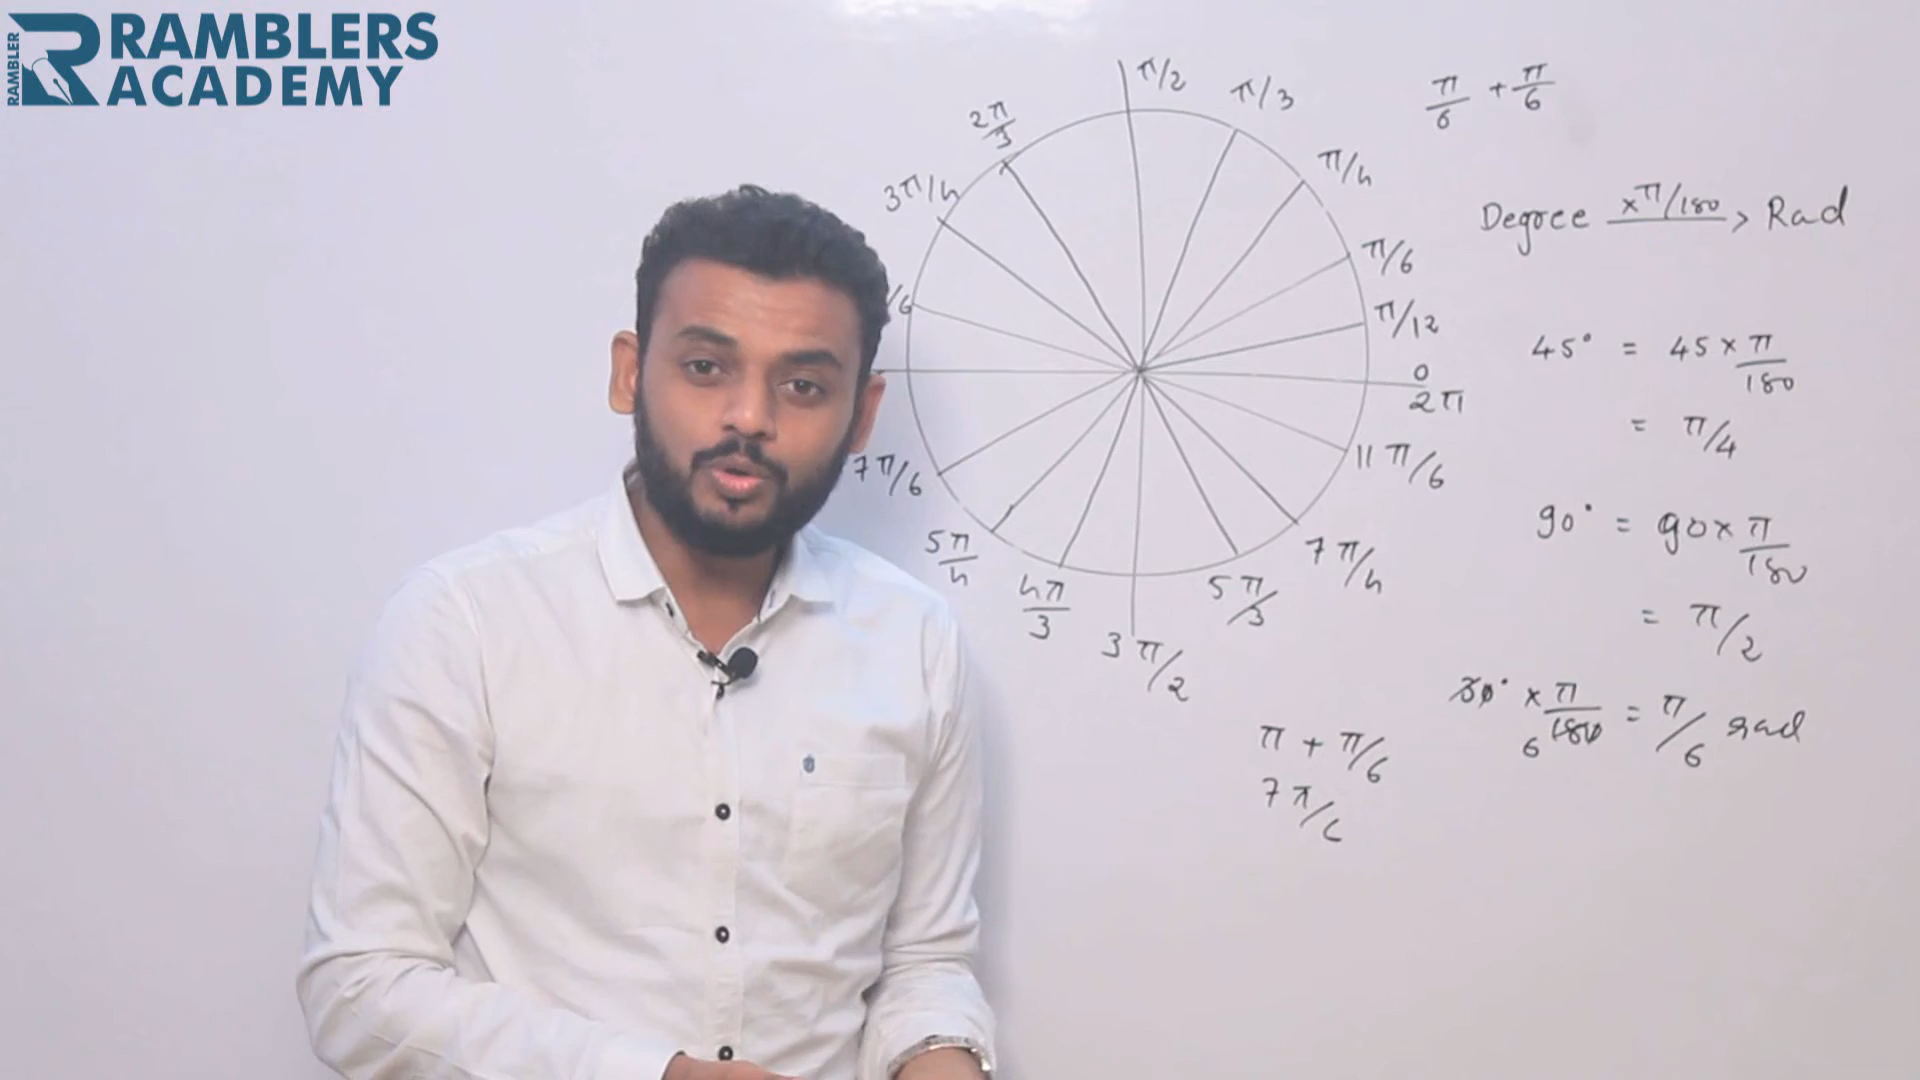 RAMBLERS
ACADEMY
RAMBLER
π/2
π/3
π/4
π/6
π/12
0
2π
11π/6
7π/4
5π/3
3π/2
4π/3
5π/4
7π/6
/6
3π/4
2π/3
π/6 + π/6
Degree ×π/180 > Rad
45° = 45 × π/180
= π/4
90° = 90 × π/180
= π/2
30° × π/180 = π/6 rad
6
π + π/6
7π/6